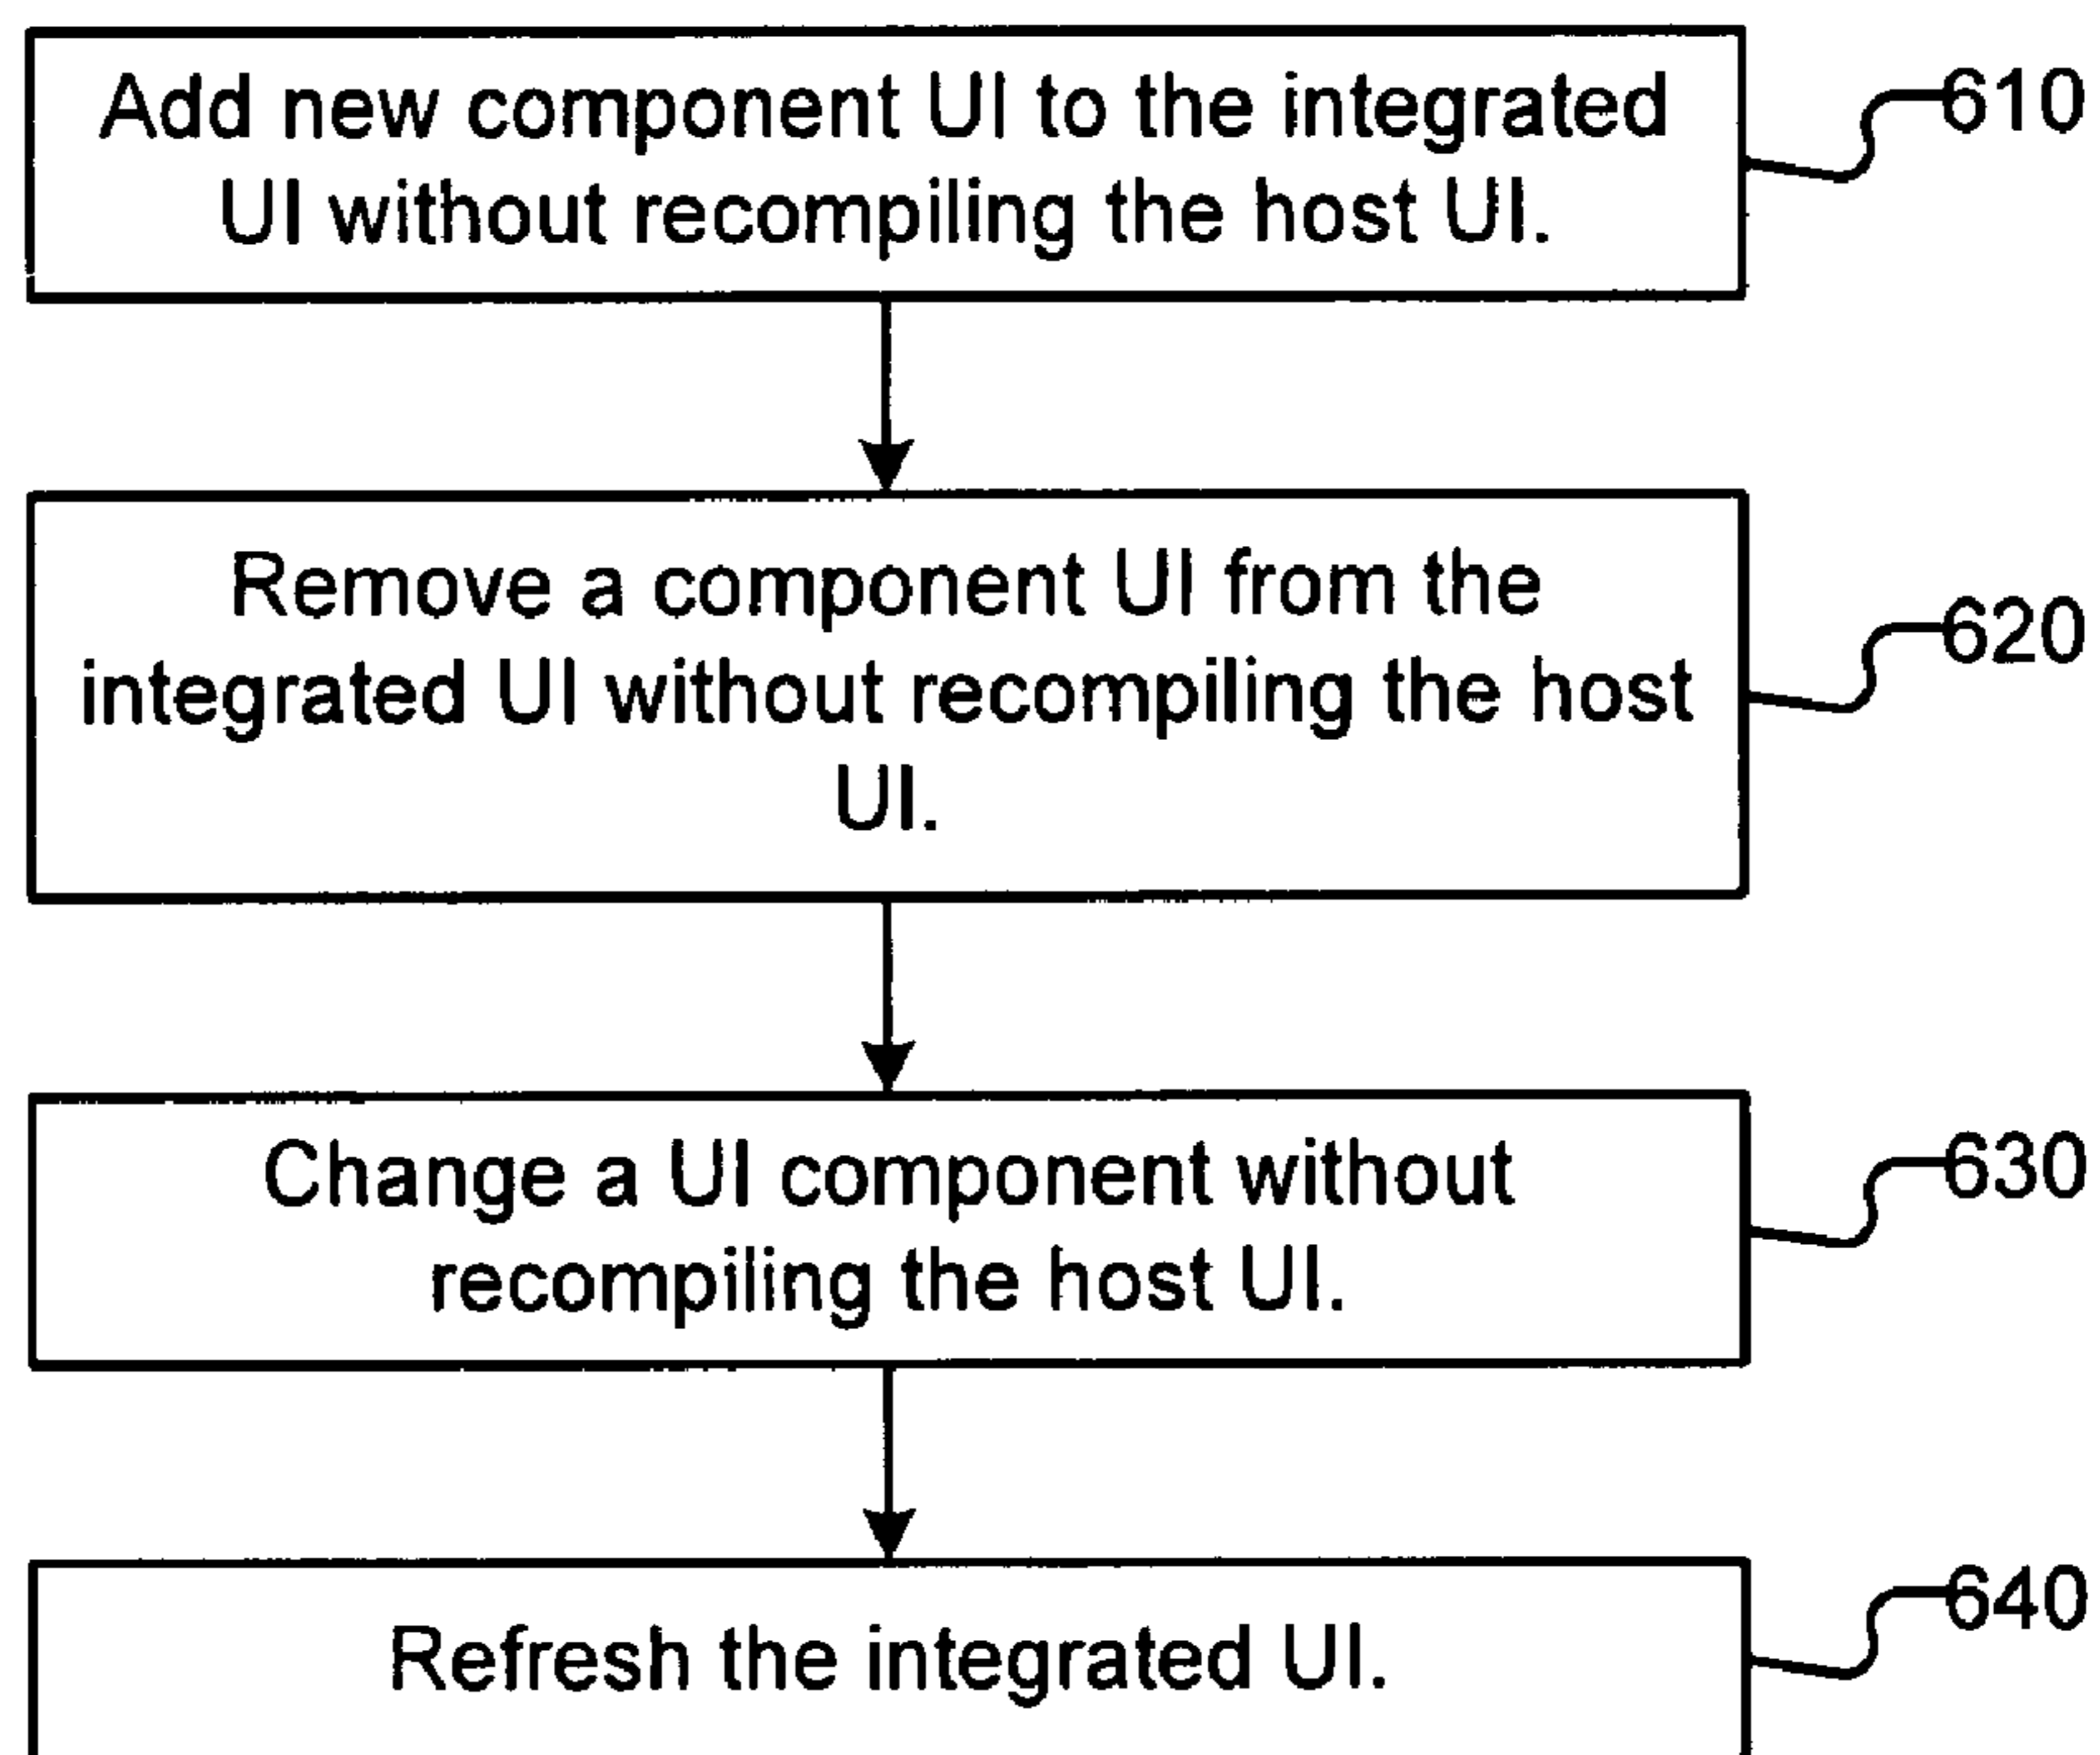 Add new component UI to the integrated
UI without recompiling the host UI.
610
Remove a component UI from the
integrated UI without recompiling the host
UI.
620
Change a UI component without
recompiling the host UI.
630
Refresh the integrated UI.
640